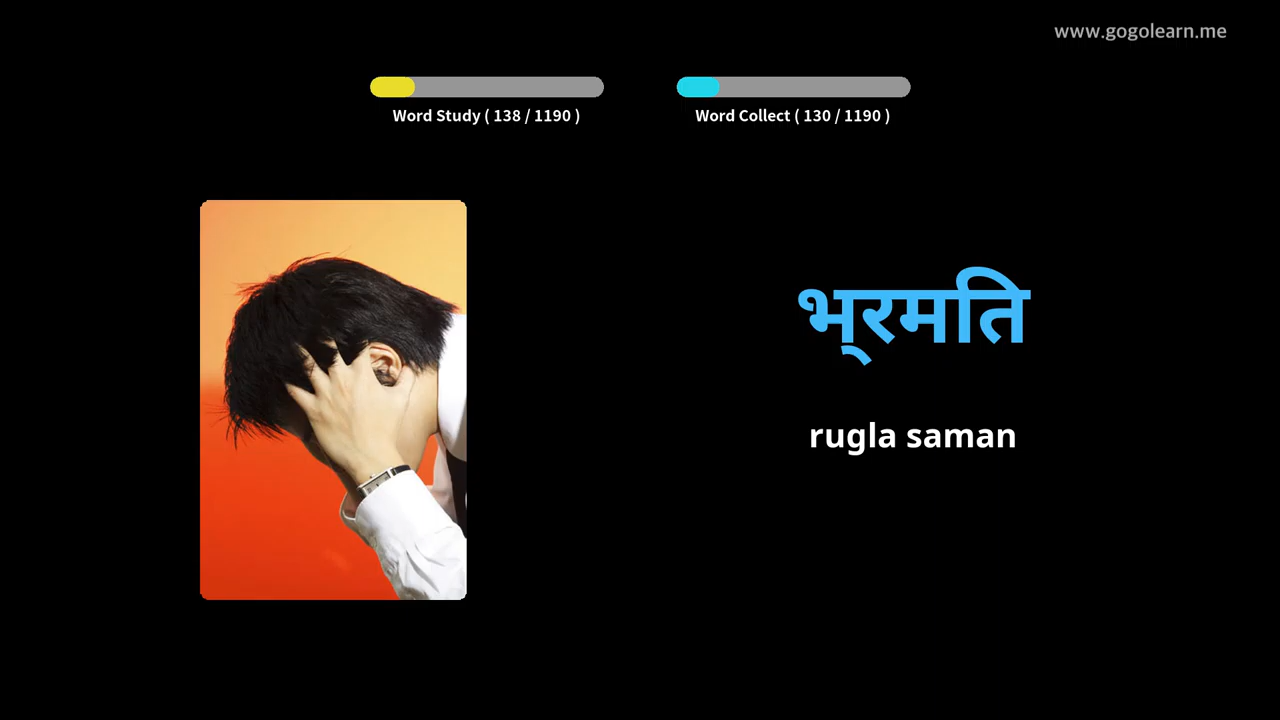 www.gogolearn.me
Word Study ( 138 / 1190 )
Word Collect ( 130 / 1190 )
भ्रमति
rugla saman